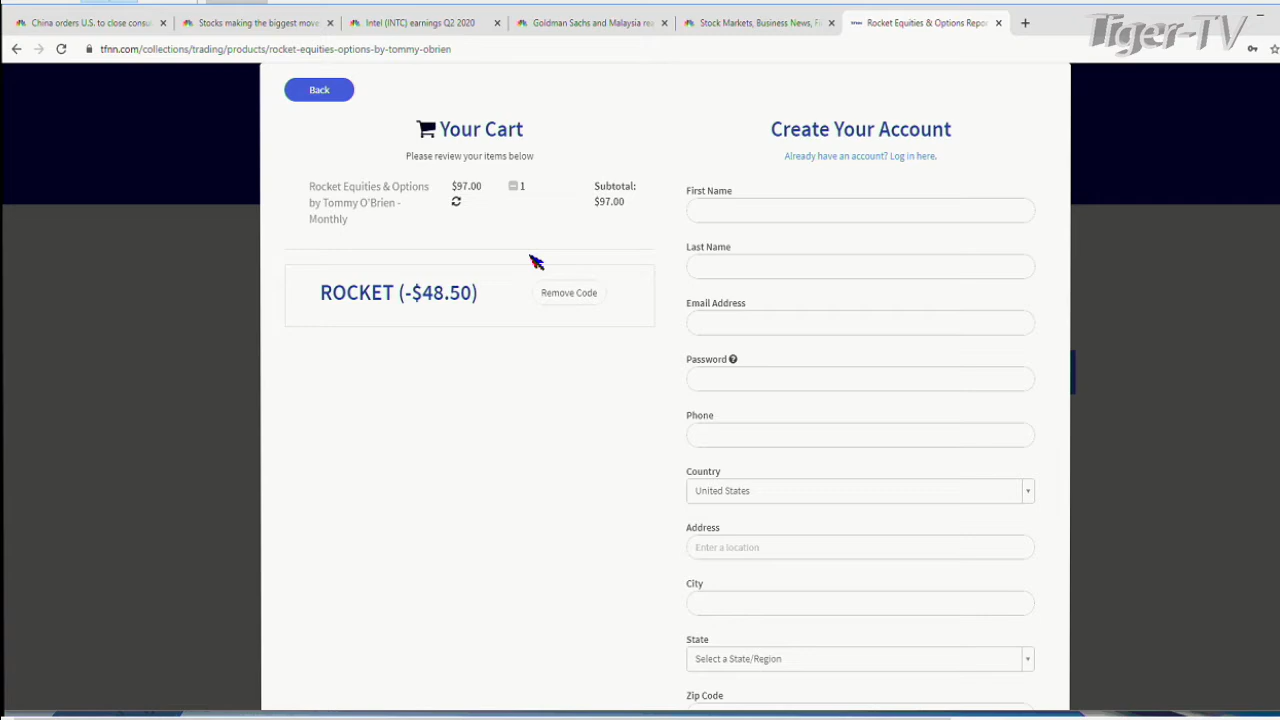 China orders U.S. to close consu
Stocks making the biggest move
Intel (INTC) earnings Q2 2020
Goldman Sachs and Malaysia rea
Stock Markets, Business News, F
Rocket Equities & Options Repor
Tiger-TV
tfnn.com/collections/trading/products/rocket-equities-options-by-tommy-obrien
Back
Your Cart
Please review your items below
Rocket Equities & Options
by Tommy O'Brien -
Monthly
$97.00
1
Subtotal:
$97.00
ROCKET (-$48.50)
Remove Code
Create Your Account
Already have an account? Log in here.
First Name
Last Name
Email Address
Password
Phone
Country
United States
Address
Enter a location
City
State
Select a State/Region
Zip Code